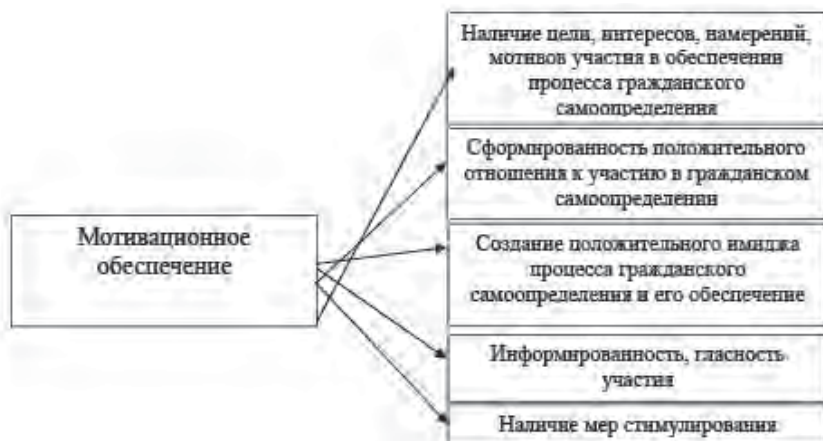 Мотивационное
обеспечение
Наличие цели, интересов, намерений,
мотивов участия в обеспечении
процесса гражданского
самоопределения
Сформированность положительного
отношения к участию в гражданском
самоопределении
Создание положительного имиджа
процесса гражданского
самоопределения и его обеспечение
Информированность, гласность
участия
Наличие мер стимулирования